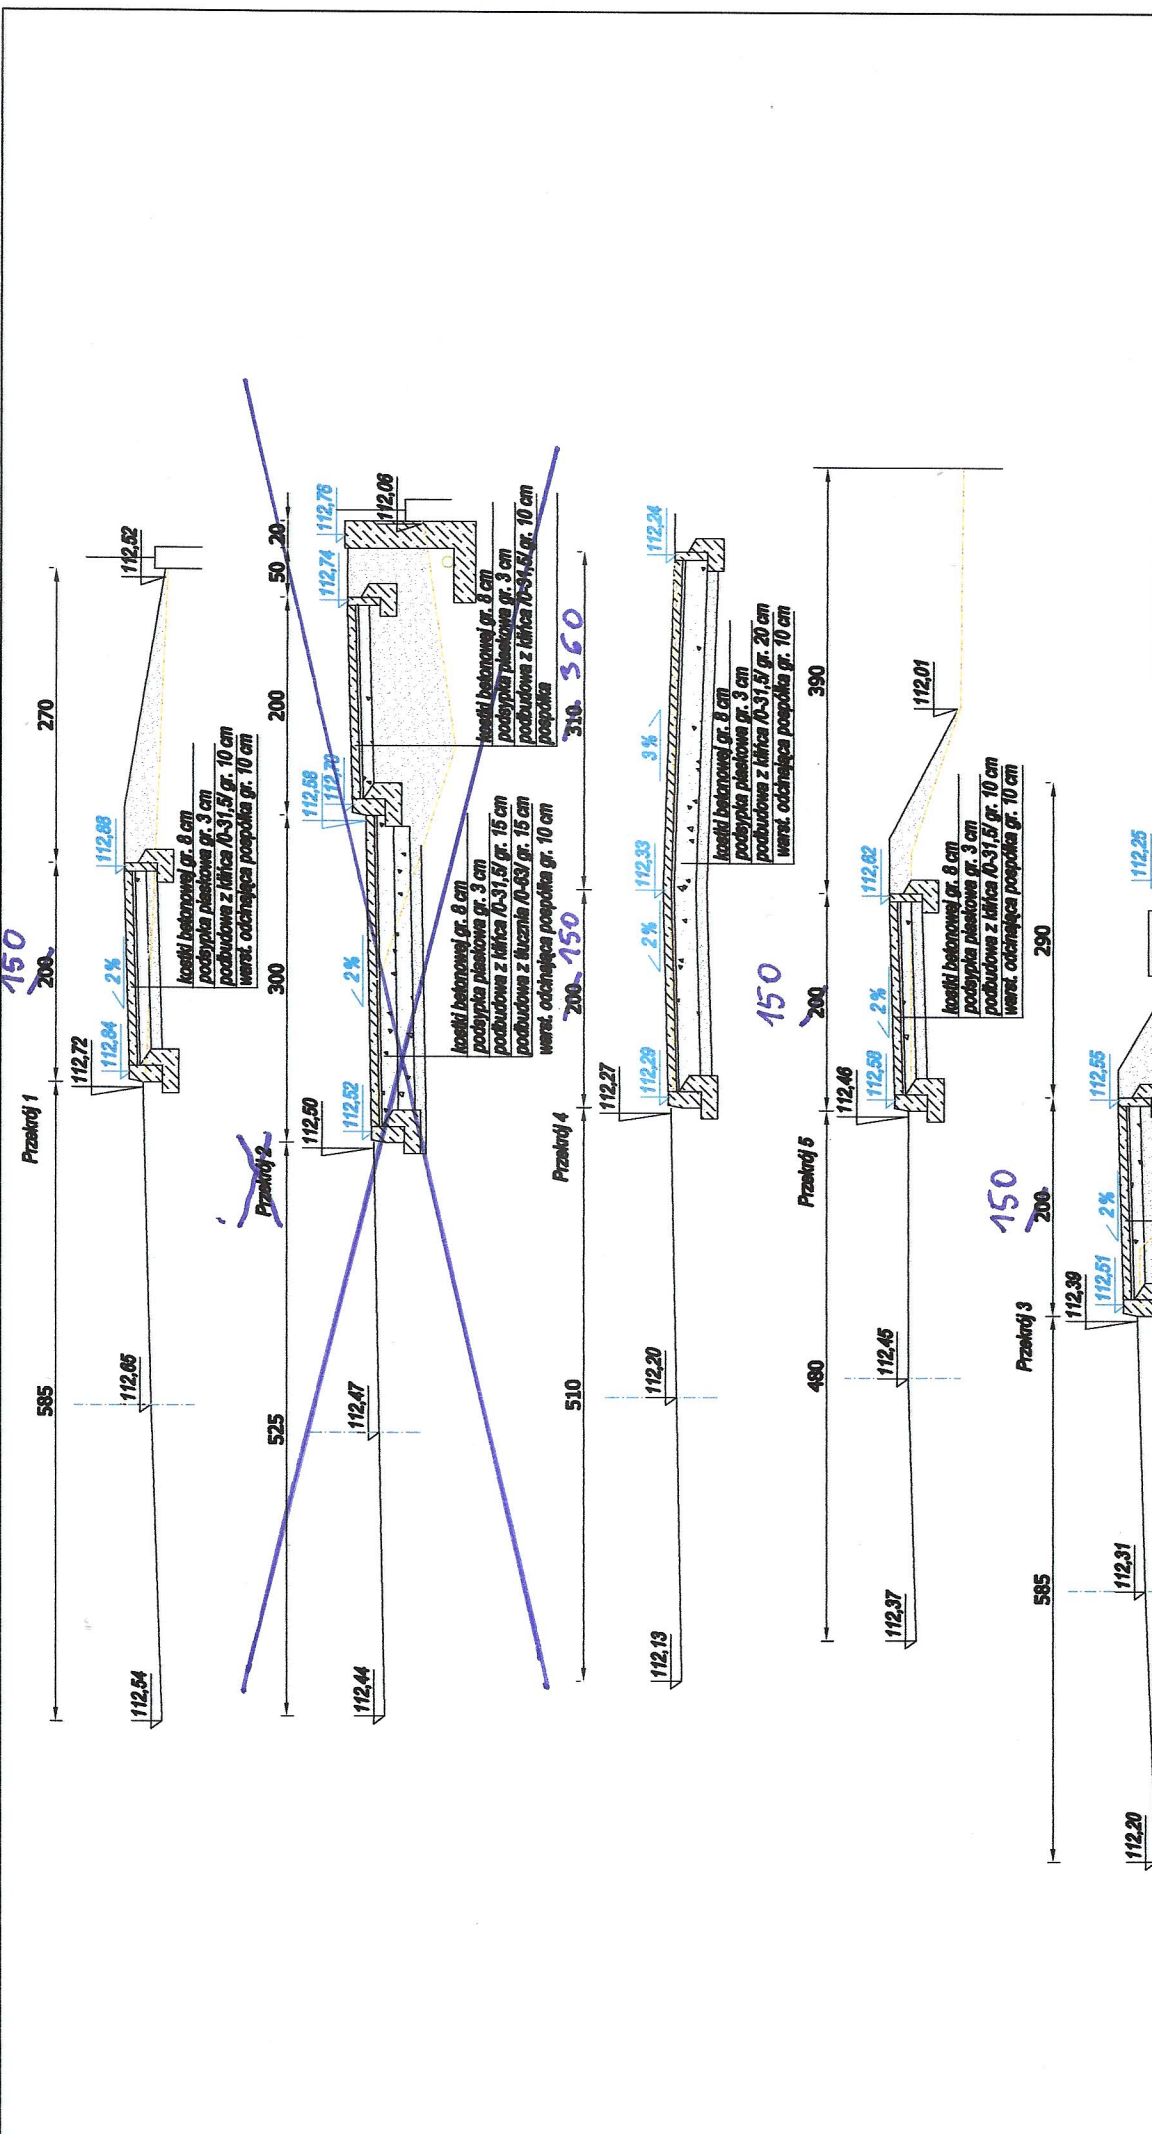 Przekrój 1
585
150
200
270
112,54
112,65
112,72
112,84
2%
112,88
112,52
kostki betonowej gr. 8 cm
podsypka piaskowa gr. 3 cm
podbudowa z klińca /0-31,5/ gr. 10 cm
warst. odcinająca pospółka gr. 10 cm
Przekrój 2
525
300
200
50
20
112,44
112,47
112,50
112,52
2%
112,58
112,70
112,74
112,76
112,06
kostki betonowej gr. 8 cm
podsypka piaskowa gr. 3 cm
podbudowa z klińca /0-31,5/ gr. 15 cm
podbudowa z tłucznia /0-63/ gr. 15 cm
warst. odcinająca pospółka gr. 10 cm
kostki betonowej gr. 8 cm
podsypka piaskowa gr. 3 cm
podbudowa z klińca /0-31,5/ gr. 10 cm
pospółka
Przekrój 4
510
200 150
310 360
112,13
112,20
112,27
112,29
2%
112,33
3%
112,24
kostki betonowej gr. 8 cm
podsypka piaskowa gr. 3 cm
podbudowa z klińca /0-31,5/ gr. 20 cm
warst. odcinająca pospółka gr. 10 cm
Przekrój 5
480
150
200
390
112,37
112,45
112,46
112,58
2%
112,62
112,01
kostki betonowej gr. 8 cm
podsypka piaskowa gr. 3 cm
podbudowa z klińca /0-31,5/ gr. 10 cm
warst. odcinająca pospółka gr. 10 cm
Przekrój 3
585
150
200
290
112,20
112,31
112,39
112,51
2%
112,55
112,25